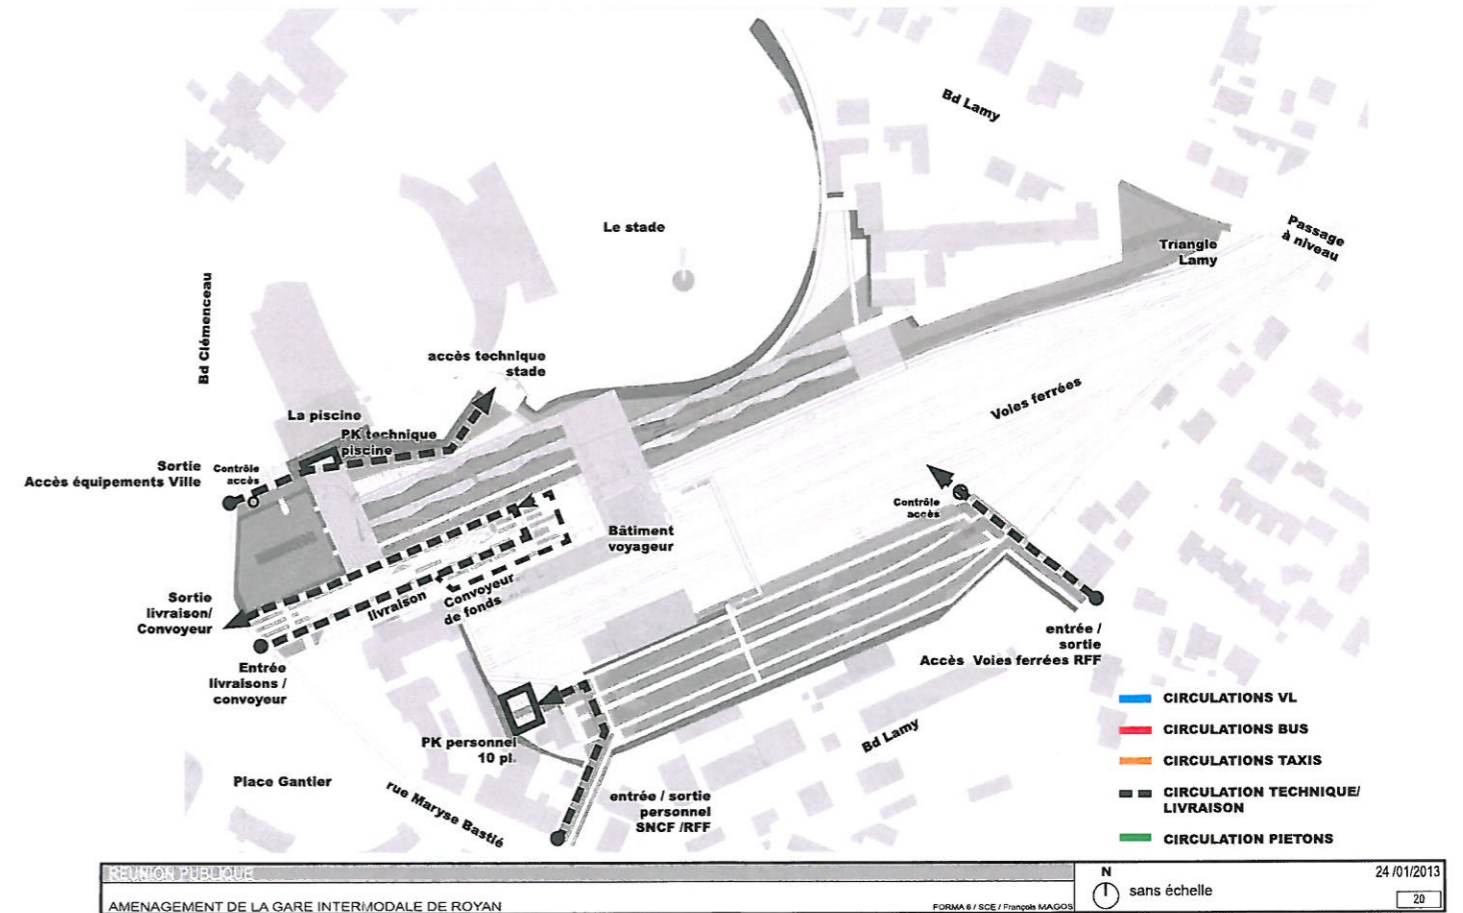 Bd Lamy
Le stade
Passage
à niveau
Triangle
Lamy
Bd Clémenceau
accès technique
stade
Voies ferrées
La piscine
PK technique
piscine
Sortie
Accès équipements Ville
Contrôle
accès
Contrôle
accès
Bâtiment
voyageur
livraison
Convoyeur
de fonds
Sortie
livraison/
Convoyeur
Entrée
livraisons /
convoyeur
entrée /
sortie
Accès Voies ferrées RFF
PK personnel
10 pl.
Bd Lamy
Place Gantier
rue Maryse Bastié
entrée / sortie
personnel
SNCF /RFF
CIRCULATIONS VL
CIRCULATIONS BUS
CIRCULATIONS TAXIS
CIRCULATION TECHNIQUE/
LIVRAISON
CIRCULATION PIETONS
REUNION PUBLIQUE
AMENAGEMENT DE LA GARE INTERMODALE DE ROYAN
FORMA 6 / SCE / François MAGOS
N
sans échelle
24 /01/2013
20